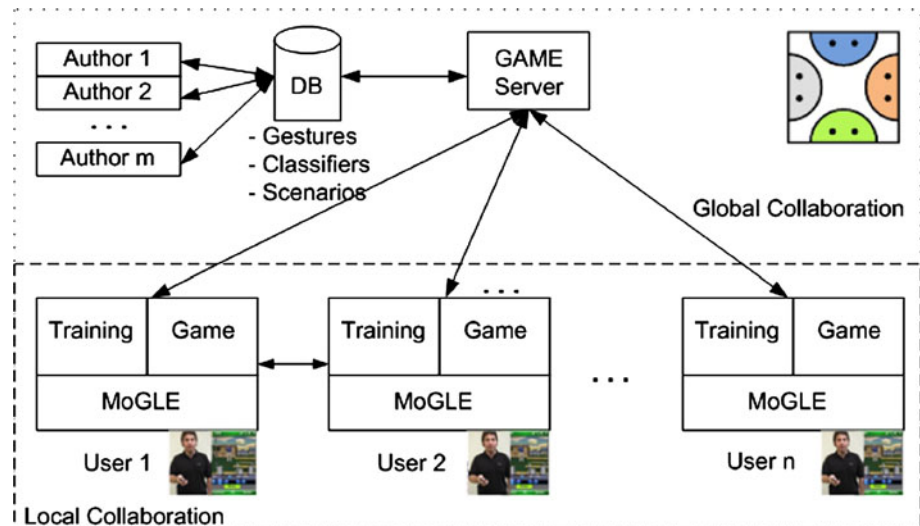 Author 1
Author 2
...
Author m
DB
- Gestures
- Classifiers
- Scenarios
GAME
Server
Global Collaboration
...
Training Game
MoGLE
User 1
Training Game
MoGLE
User 2
...
Training Game
MoGLE
User n
Local Collaboration